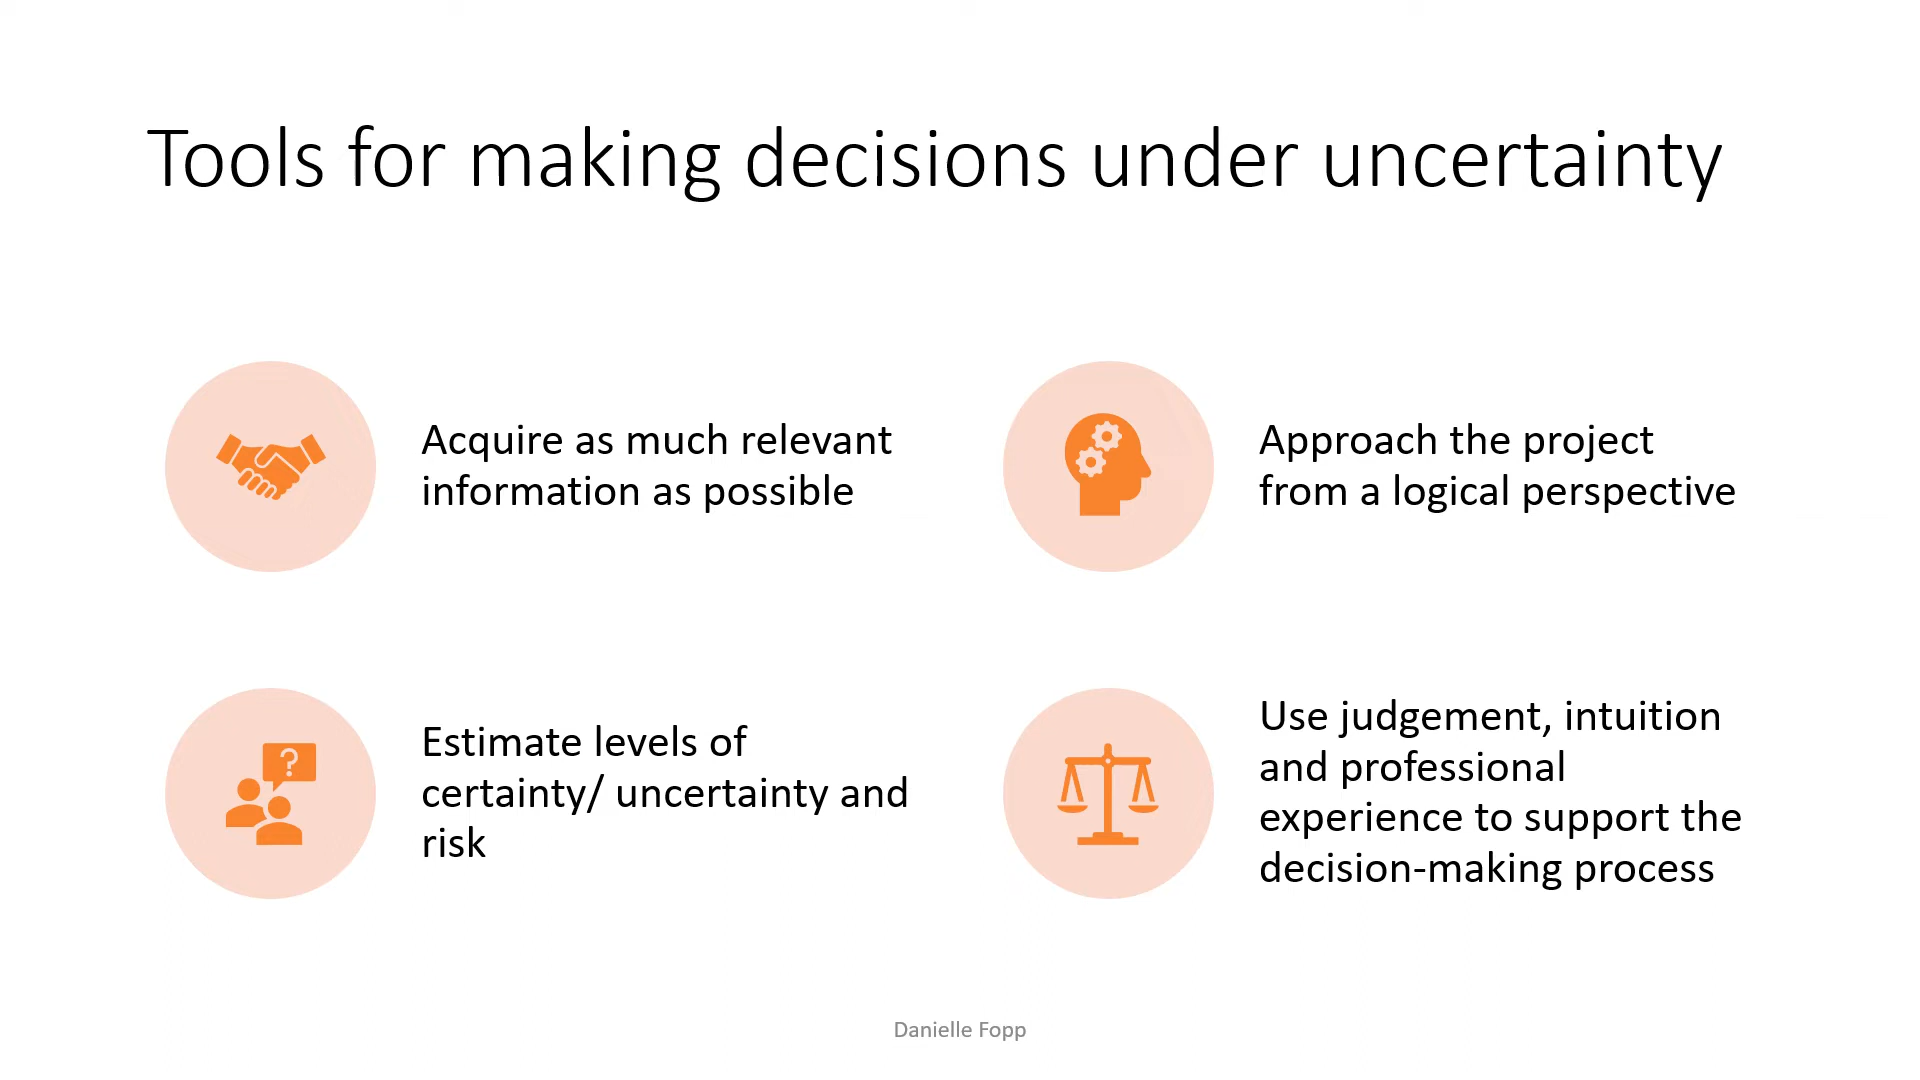 Tools for making decisions under uncertainty
Acquire as much relevant
information as possible
Approach the project
from a logical perspective
?
Estimate levels of
certainty/ uncertainty and
risk
Use judgement, intuition
and professional
experience to support the
decision-making process
Danielle Fopp